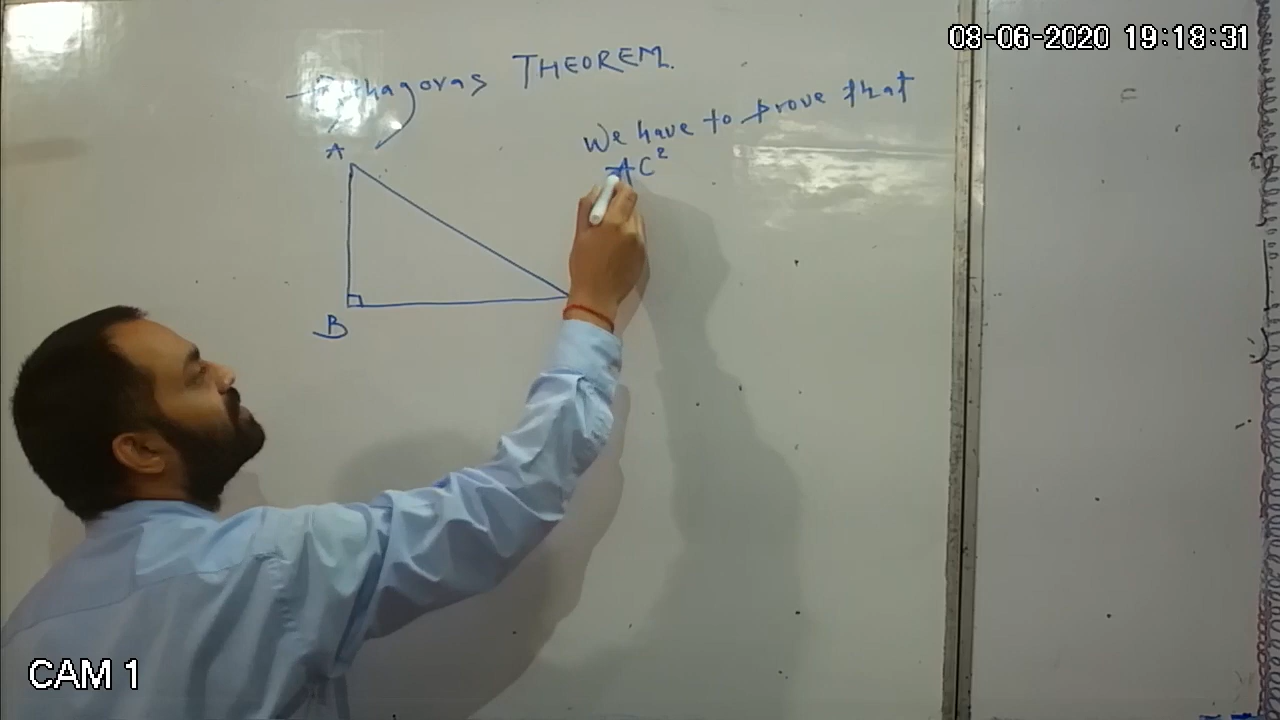 08-06-2020 19:18:31
Pythagoras THEOREM.
We have to prove that
AC²
A
B
CAM 1